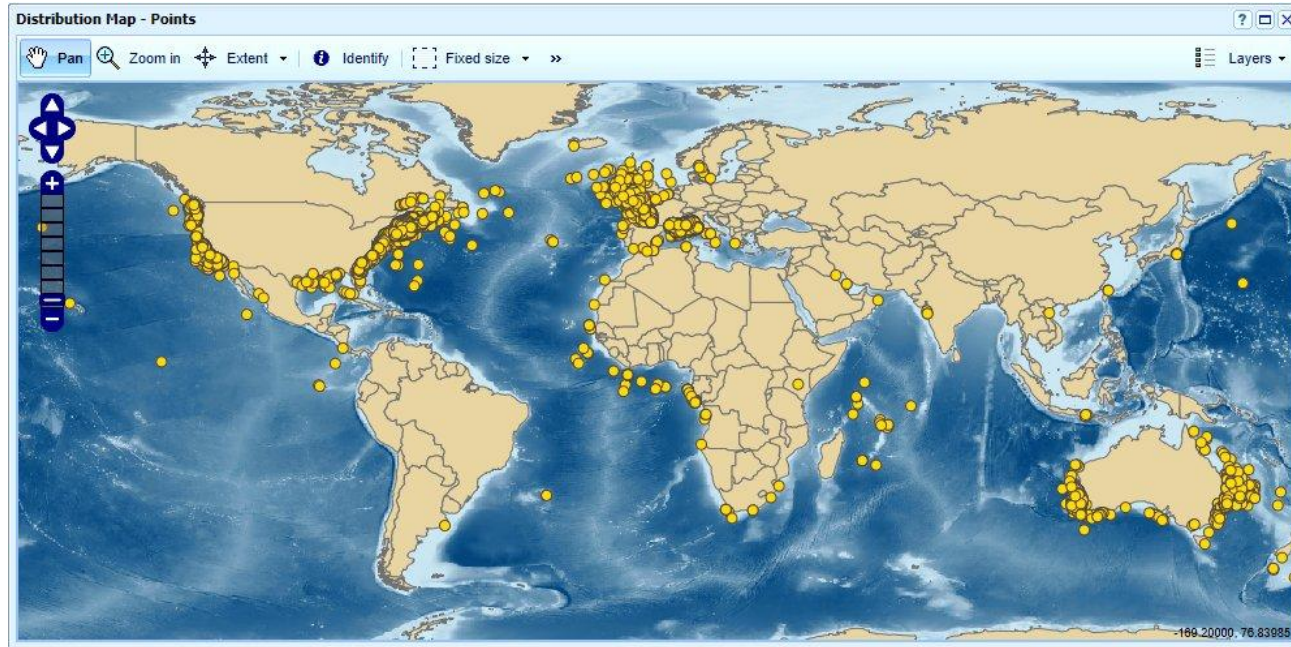 Distribution Map - Points
Pan Zoom in Extent Identify Fixed size » Layers
-169.20000, 76.83985